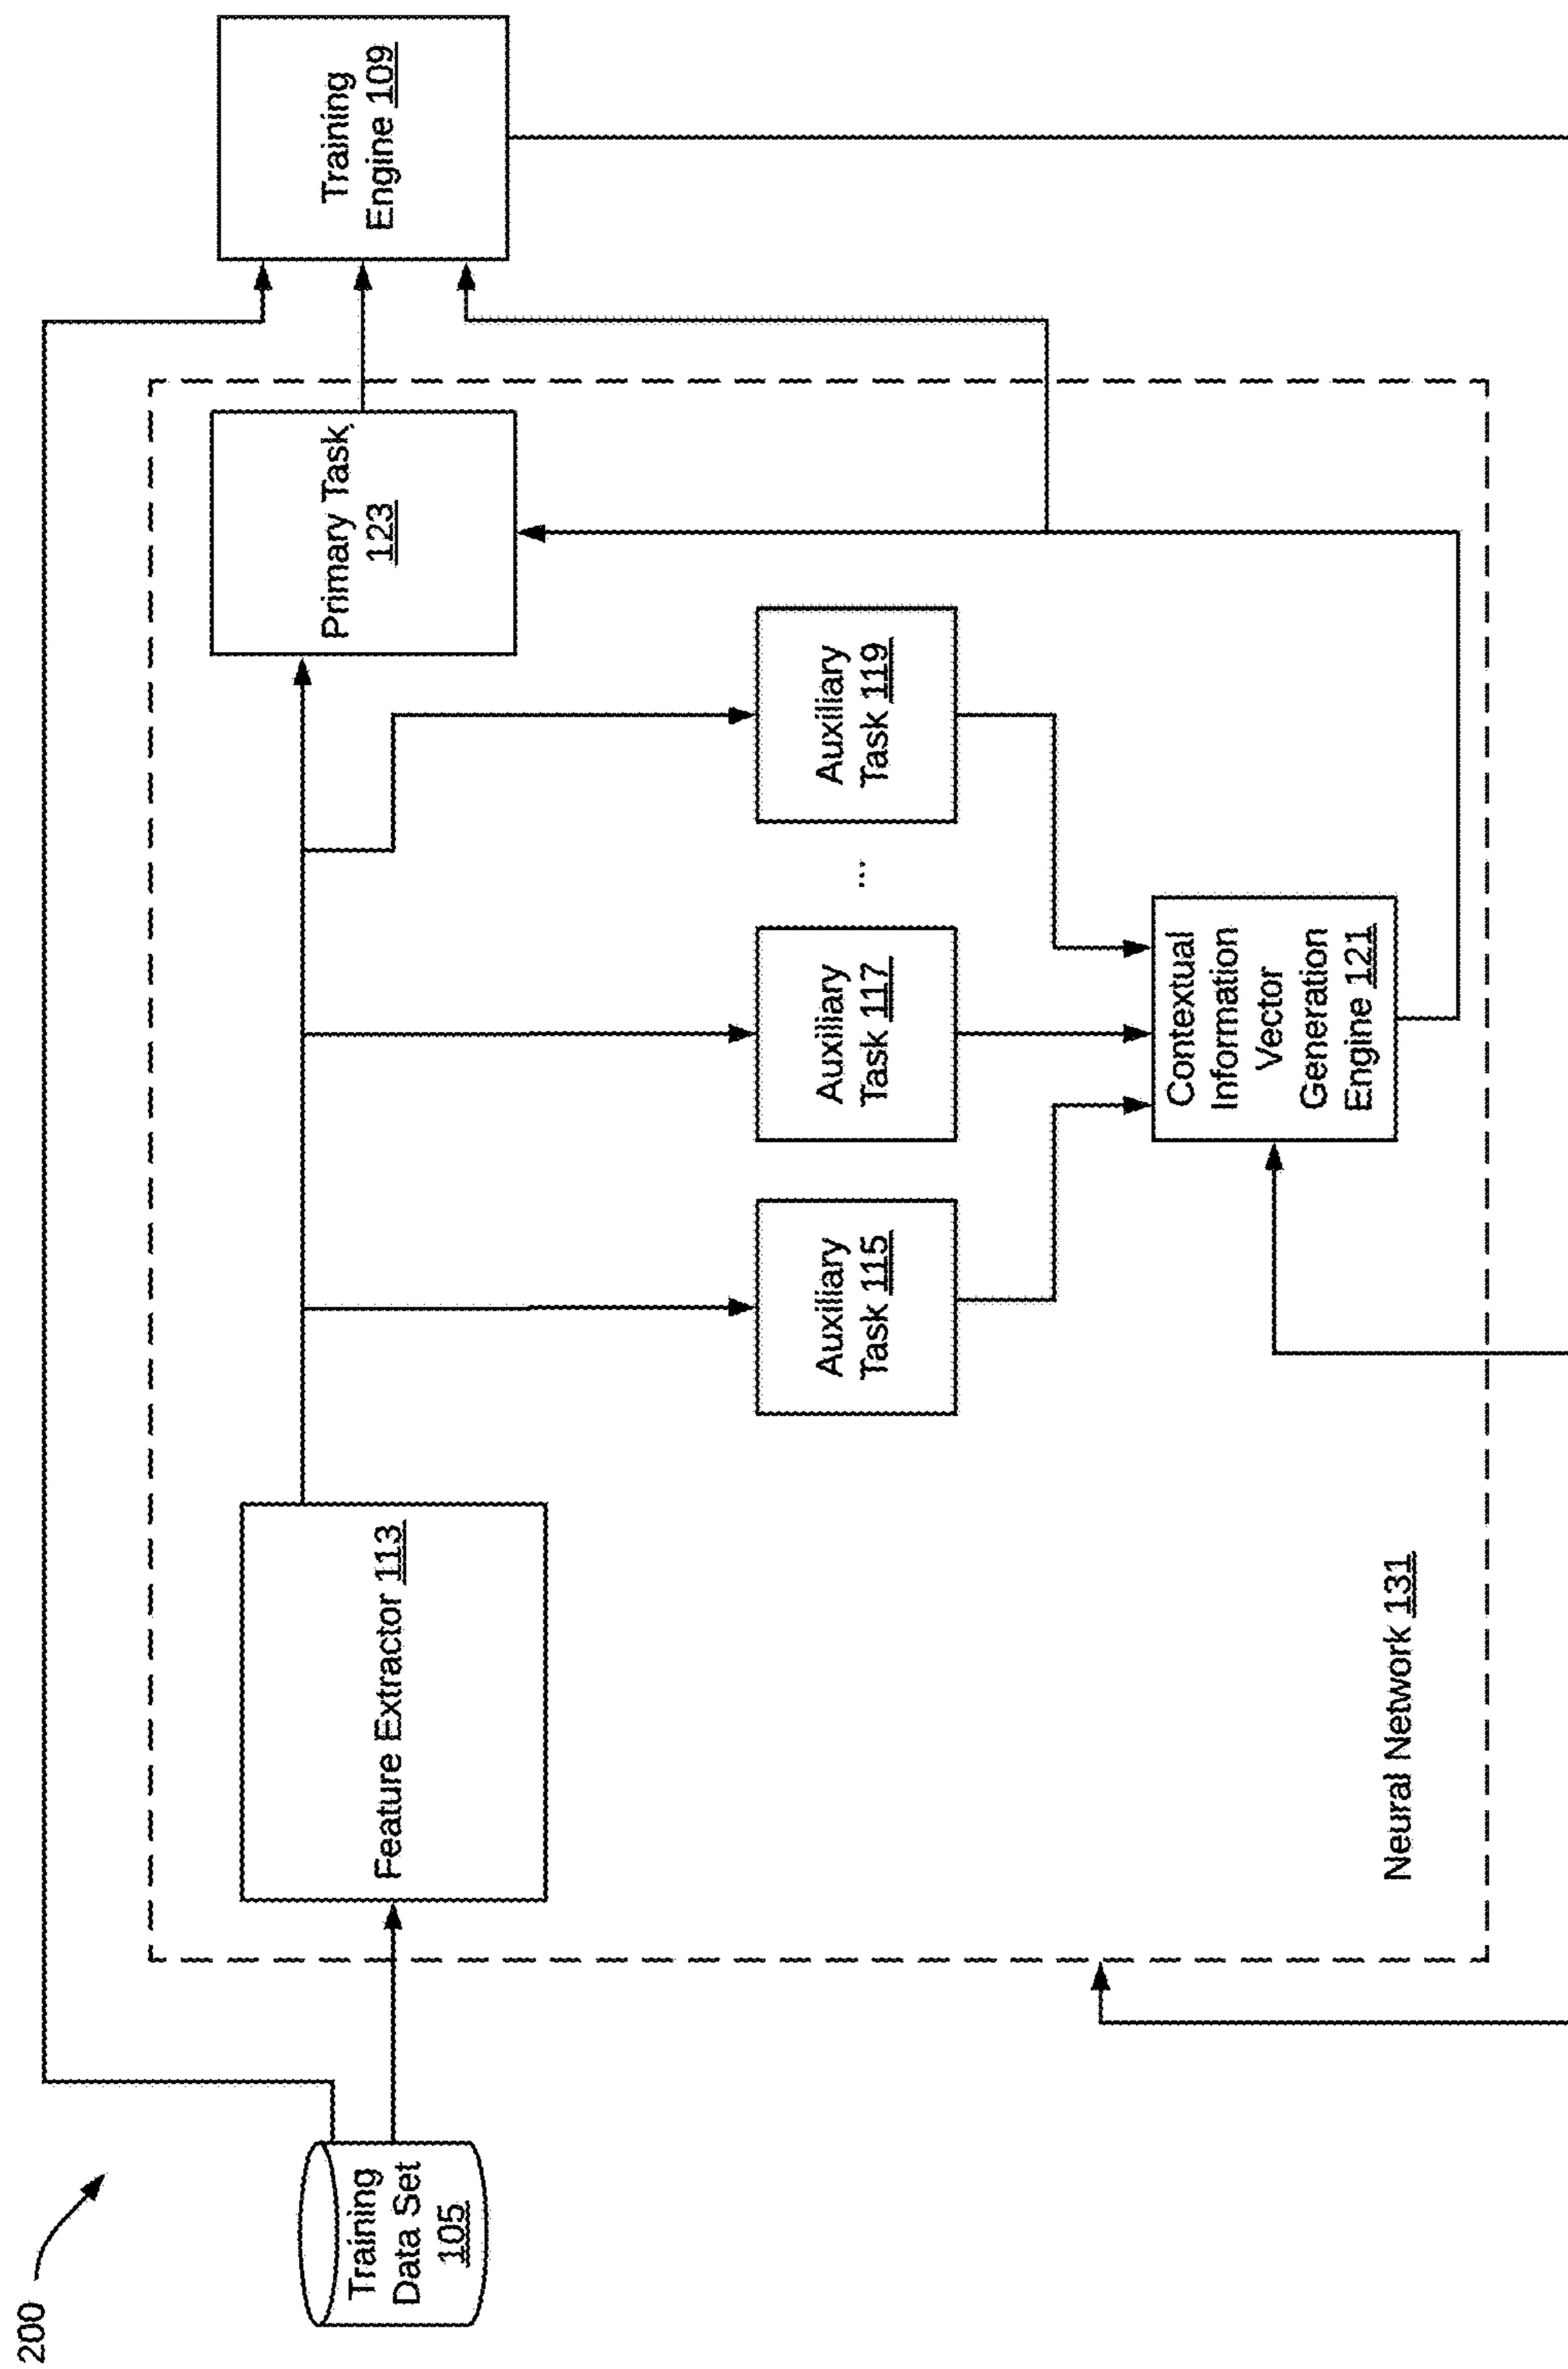 200
Training
Data Set
105
Feature Extractor 113
Primary Task
123
Training
Engine 109
Auxiliary
Task 115
Auxiliary
Task 117
...
Auxiliary
Task 119
Contextual
Information
Vector
Generation
Engine 121
Neural Network 131